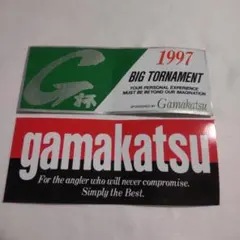 G杯
1997
BIG TORNAMENT
YOUR PERSONAL EXPERIENCE
MUST BE BEYOND OUR IMAGINATION
SPONSORED BY Gamakatsu
gamakatsu
For the angler who will never compromise.
Simply the Best.